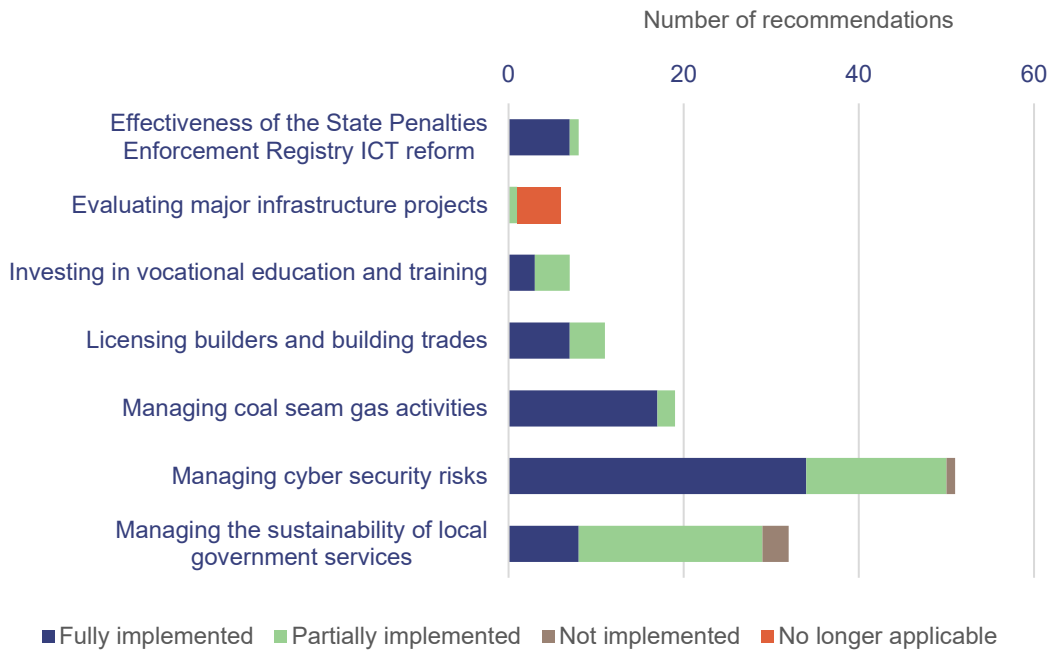 Number of recommendations
0 20 40 60
Effectiveness of the State Penalties
Enforcement Registry ICT reform
Evaluating major infrastructure projects
Investing in vocational education and training
Licensing builders and building trades
Managing coal seam gas activities
Managing cyber security risks
Managing the sustainability of local
government services
Fully implemented Partially implemented Not implemented No longer applicable